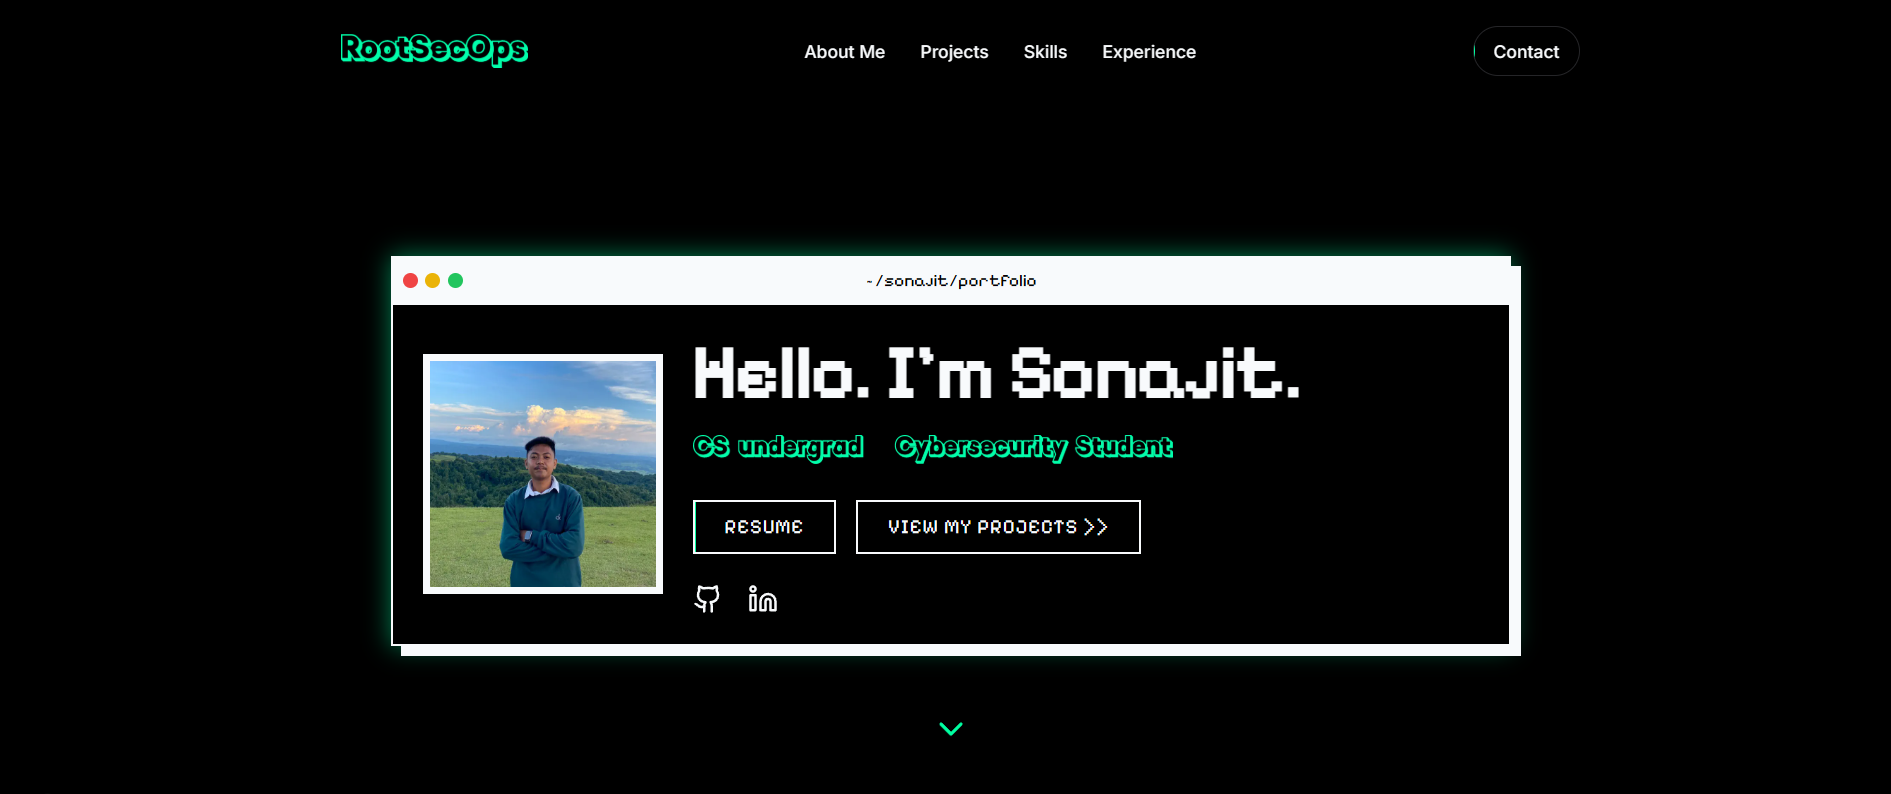 RootSecOps
About Me Projects Skills Experience
Contact
~/sonajit/portfolio
Hello. I'm Sonajit.
CS undergrad Cybersecurity Student
RESUME
VIEW MY PROJECTS >>